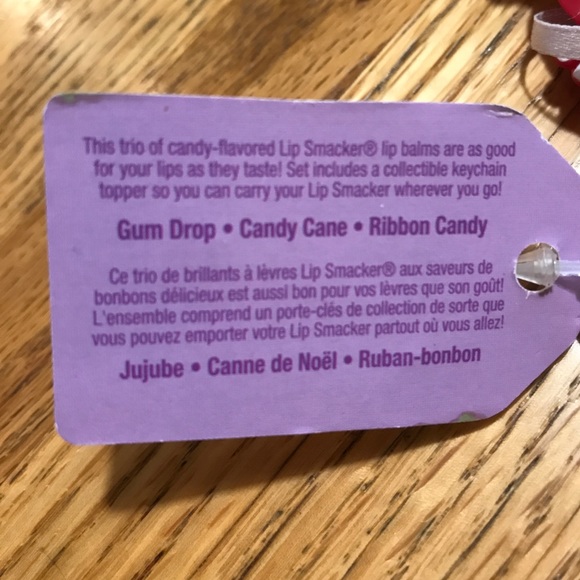 This trio of candy-flavored Lip Smacker® lip balms are as good
for your lips as they taste! Set includes a collectible keychain
topper so you can carry your Lip Smacker wherever you go!
Gum Drop • Candy Cane • Ribbon Candy
Ce trio de brillants à lèvres Lip Smacker® aux saveurs de
bonbons délicieux est aussi bon pour vos lèvres que son goût!
L'ensemble comprend un porte-clés de collection de sorte que
vous pouvez emporter votre Lip Smacker partout où vous allez!
Jujube • Canne de Noël • Ruban-bonbon